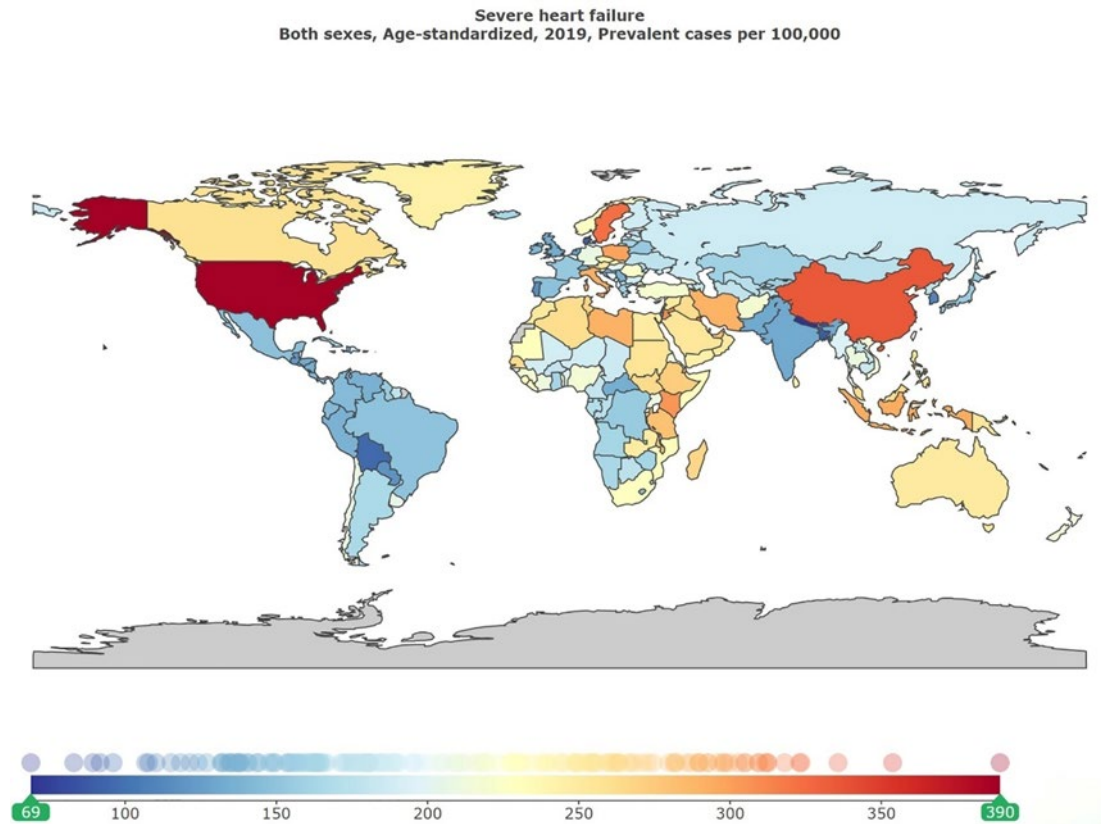 Severe heart failure
Both sexes, Age-standardized, 2019, Prevalent cases per 100,000
69 100 150 200 250 300 350 390